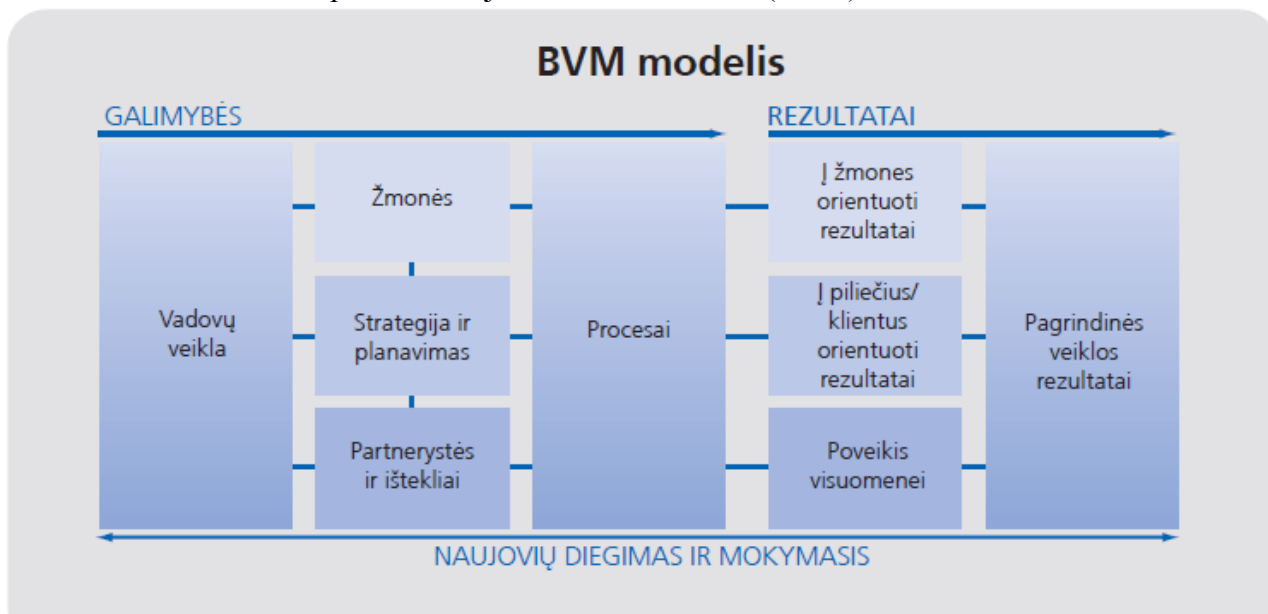 BVM modelis
GALIMYBĖS
REZULTATAI
Vadovų
veikla
Žmonės
Strategija ir
planavimas
Partnerystės
ir ištekliai
Procesai
Į žmones
orientuoti
rezultatai
Į piliečius/
klientus
orientuoti
rezultatai
Poveikis
visuomenei
Pagrindinės
veiklos
rezultatai
NAUJOVIŲ DIEGIMAS IR MOKYMASIS